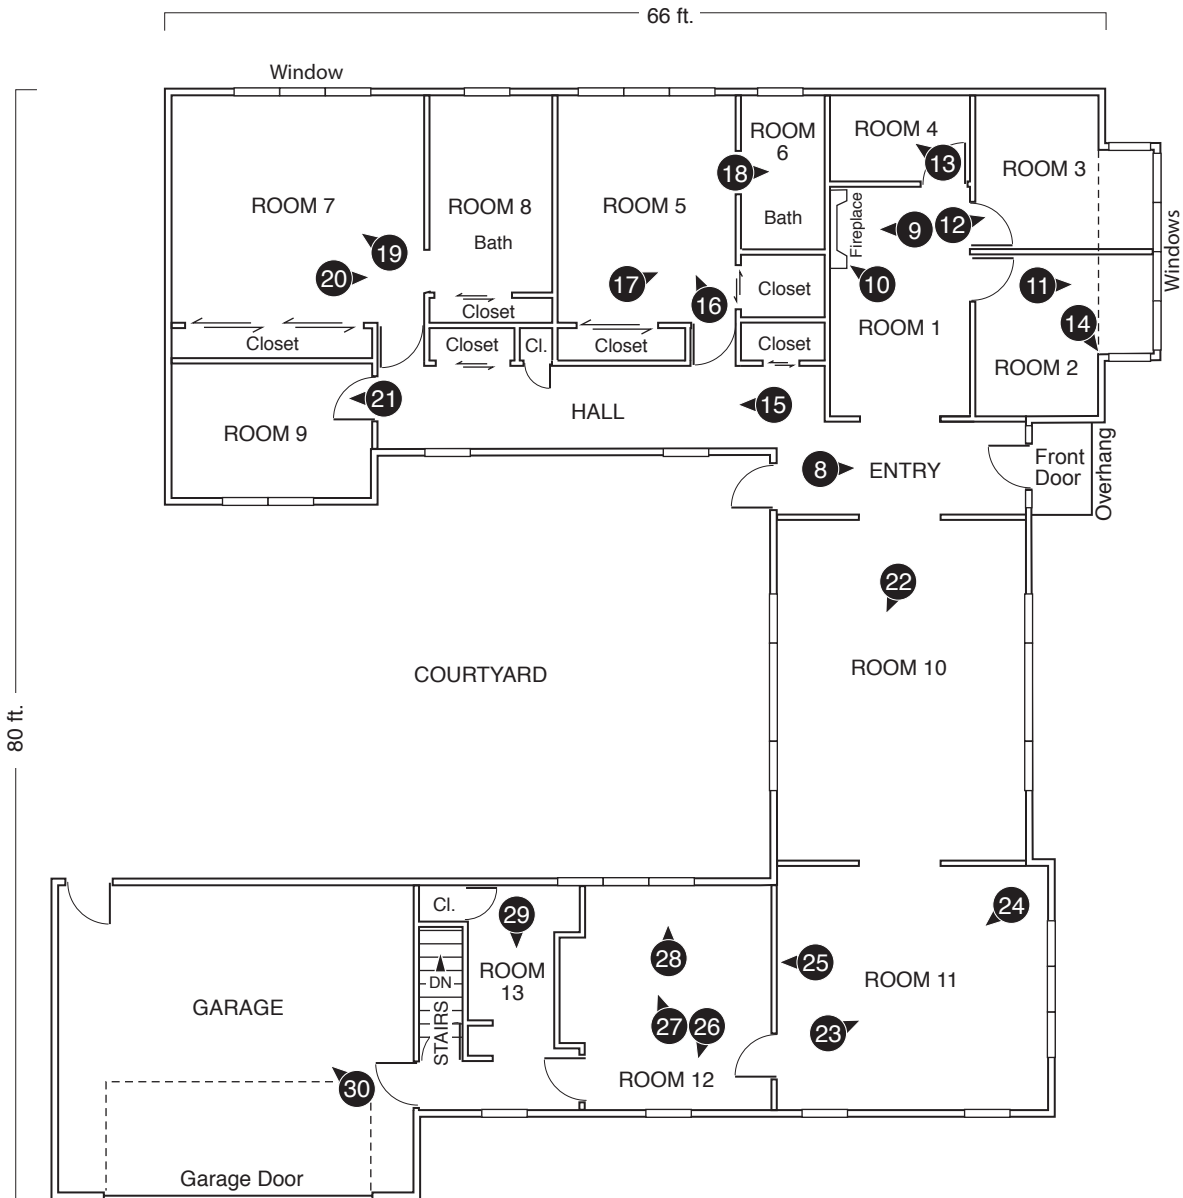 66 ft.
Window
ROOM 7
ROOM 8
Bath
ROOM 5
ROOM
6
Bath
ROOM 4
ROOM 3
13
18
12
9
Fireplace
19
20
17
16
10
11
14
Windows
Closet
Closet
ROOM 1
Closet
Closet
Cl.
Closet
Closet
ROOM 2
21
15
HALL
ROOM 9
8
ENTRY
Front
Door
Overhang
22
COURTYARD
ROOM 10
80 ft.
Cl.
29
24
28
25
ROOM
13
DN
STAIRS
ROOM 11
GARAGE
27
26
23
ROOM 12
30
Garage Door